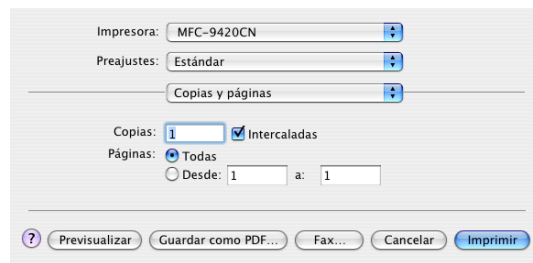 Impresora: MFC-9420CN
Preajustes: Estándar
Copias y páginas
Copias: 1 Intercaladas
Páginas: Todas
Desde: 1 a: 1
? Previsualizar Guardar como PDF... Fax... Cancelar Imprimir